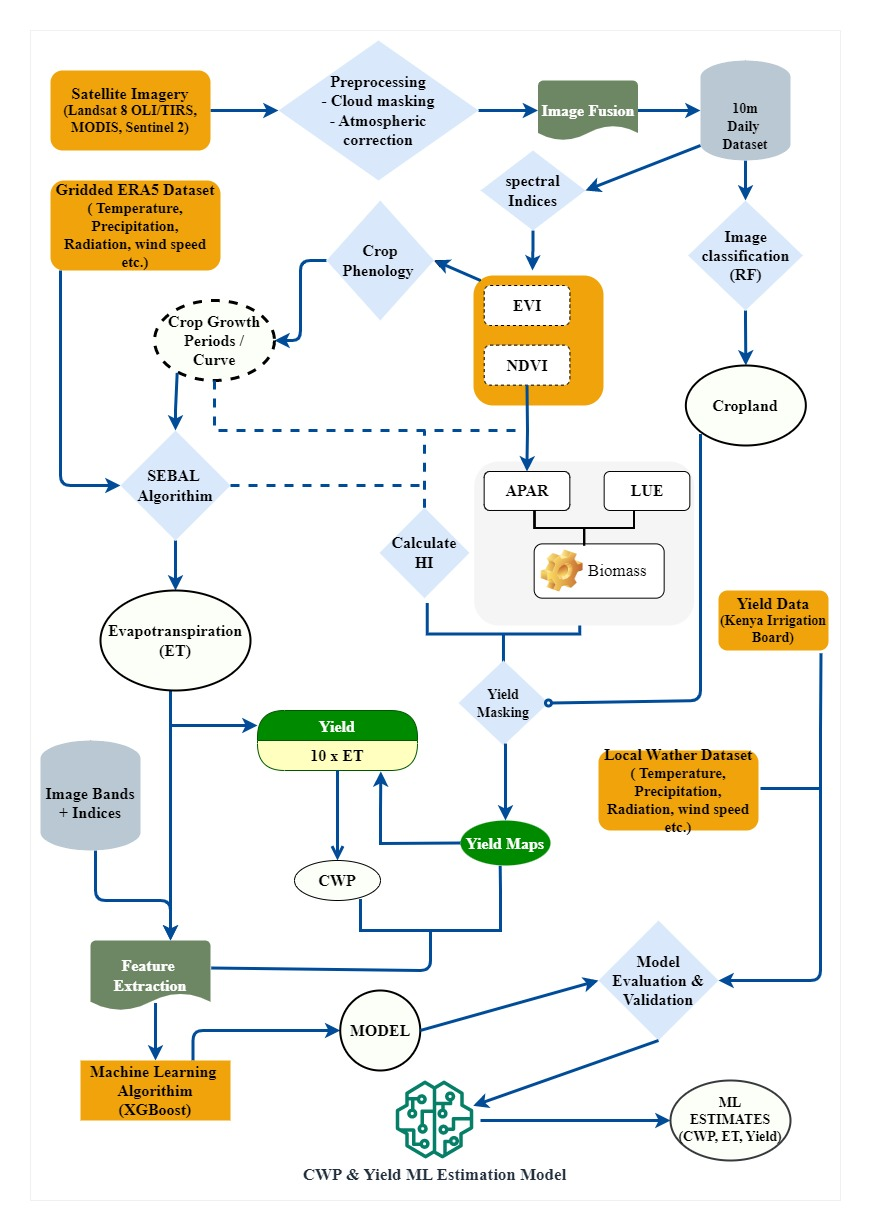 Satellite Imagery
(Landsat 8 OLI/TIRS,
MODIS, Sentinel 2)
Preprocessing
- Cloud masking
- Atmospheric
correction
Image Fusion
10m
Daily
Dataset
Gridded ERA5 Dataset
( Temperature,
Precipitation,
Radiation, wind speed
etc.)
spectral
Indices
Crop
Phenology
Image
classification
(RF)
EVI
NDVI
Crop Growth
Periods /
Curve
Cropland
SEBAL
Algorithim
APAR
LUE
Calculate
HI
Biomass
Evapotranspiration
(ET)
Yield Data
(Kenya Irrigation
Board)
Yield
Masking
Yield
10 x ET
Image Bands
+ Indices
Local Wather Dataset
( Temperature,
Precipitation,
Radiation, wind speed
etc.)
Yield Maps
CWP
Feature
Extraction
Model
Evaluation &
Validation
MODEL
Machine Learning
Algorithim
(XGBoost)
ML
ESTIMATES
(CWP, ET, Yield)
CWP & Yield ML Estimation Model